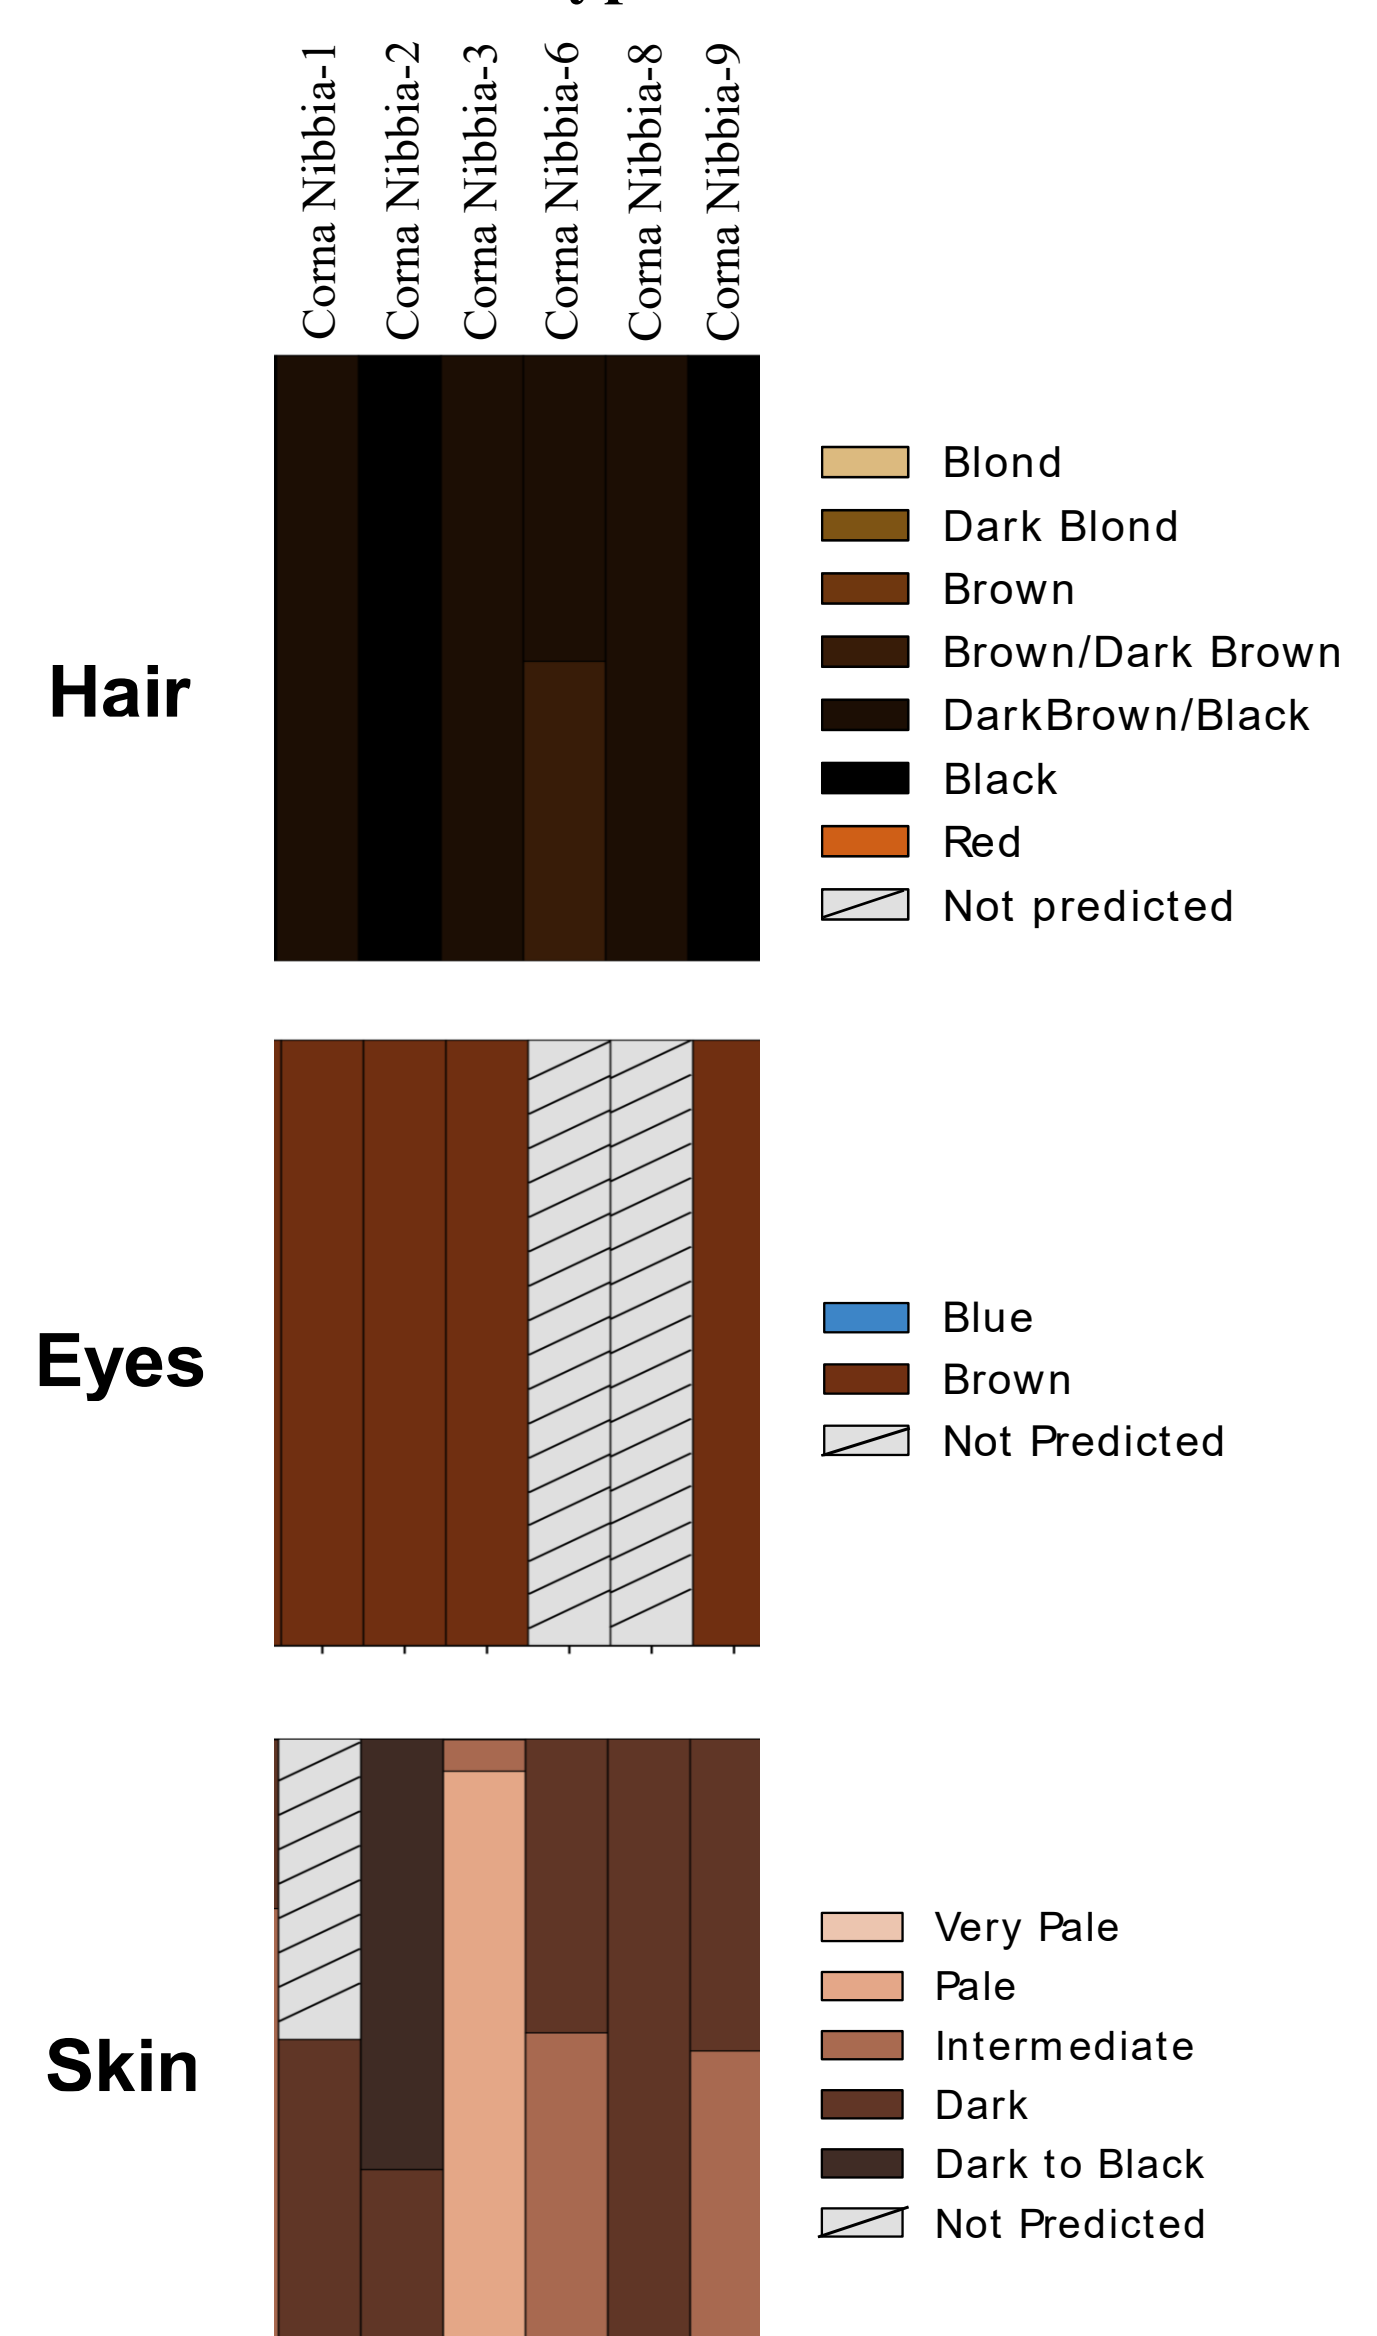 Corna Nibbia-1
Corna Nibbia-2
Corna Nibbia-3
Corna Nibbia-6
Corna Nibbia-8
Corna Nibbia-9
Hair
Blond
Dark Blond
Brown
Brown/Dark Brown
DarkBrown/Black
Black
Red
Not predicted
Eyes
Blue
Brown
Not Predicted
Skin
Very Pale
Pale
Intermediate
Dark
Dark to Black
Not Predicted